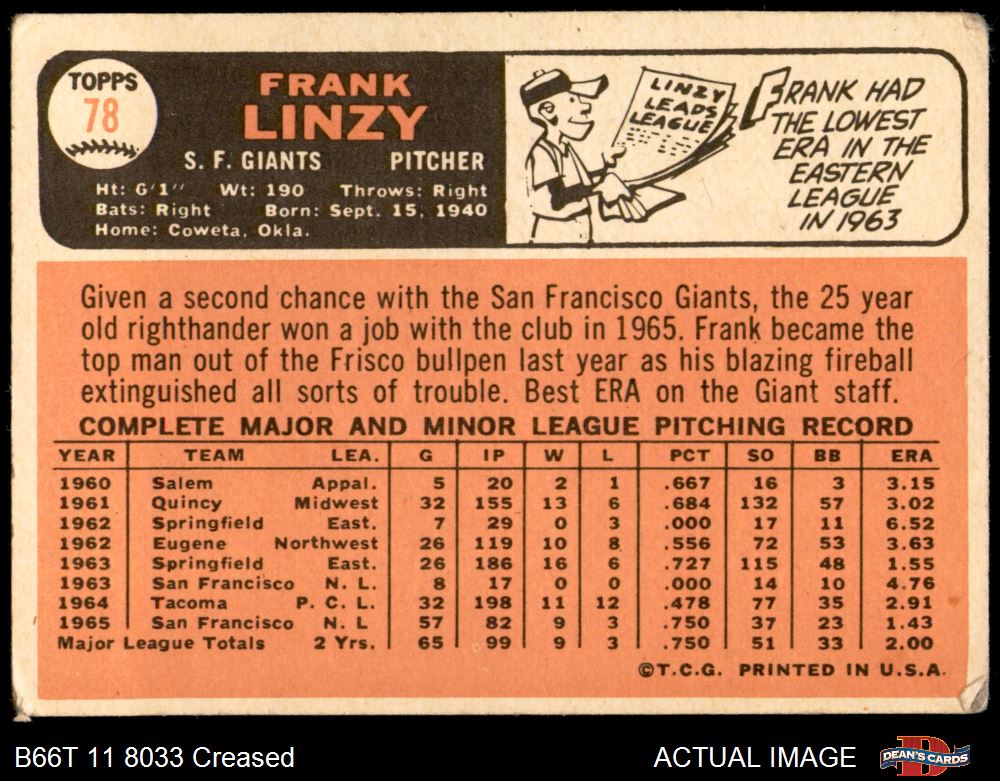 TOPPS
78
FRANK
LINZY
S. F. GIANTS PITCHER
Ht: 6'1" Wt: 190 Throws: Right
Bats: Right Born: Sept. 15, 1940
Home: Coweta, Okla.
LINZY
LEADS
LEAGUE
FRANK HAD
THE LOWEST
ERA IN THE
EASTERN
LEAGUE
IN 1963
Given a second chance with the San Francisco Giants, the 25 year
old righthander won a job with the club in 1965. Frank became the
top man out of the Frisco bullpen last year as his blazing fireball
extinguished all sorts of trouble. Best ERA on the Giant staff.
COMPLETE MAJOR AND MINOR LEAGUE PITCHING RECORD
YEAR TEAM LEA. G IP W L PCT SO BB ERA
1960 Salem Appal. 5 20 2 1 .667 16 3 3.15
1961 Quincy Midwest 32 155 13 6 .684 132 57 3.02
1962 Springfield East. 7 29 0 3 .000 17 11 6.52
1962 Eugene Northwest 26 119 10 8 .556 72 53 3.63
1963 Springfield East. 26 186 16 6 .727 115 48 1.55
1963 San Francisco N. L. 8 17 0 0 .000 14 10 4.76
1964 Tacoma P. C. L. 32 198 11 12 .478 77 35 2.91
1965 San Francisco N. L 57 82 9 3 .750 37 23 1.43
Major League Totals 2 Yrs. 65 99 9 3 .750 51 33 2.00
©T.C.G. PRINTED IN U.S.A.
B66T 11 8033 Creased ACTUAL IMAGE
DEAN'S CARDS